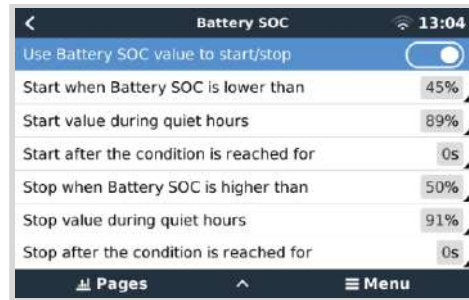 Battery SOC 13:04
Use Battery SOC value to start/stop
Start when Battery SOC is lower than 45%
Start value during quiet hours 89%
Start after the condition is reached for 0s
Stop when Battery SOC is higher than 50%
Stop value during quiet hours 91%
Stop after the condition is reached for 0s
Pages Menu